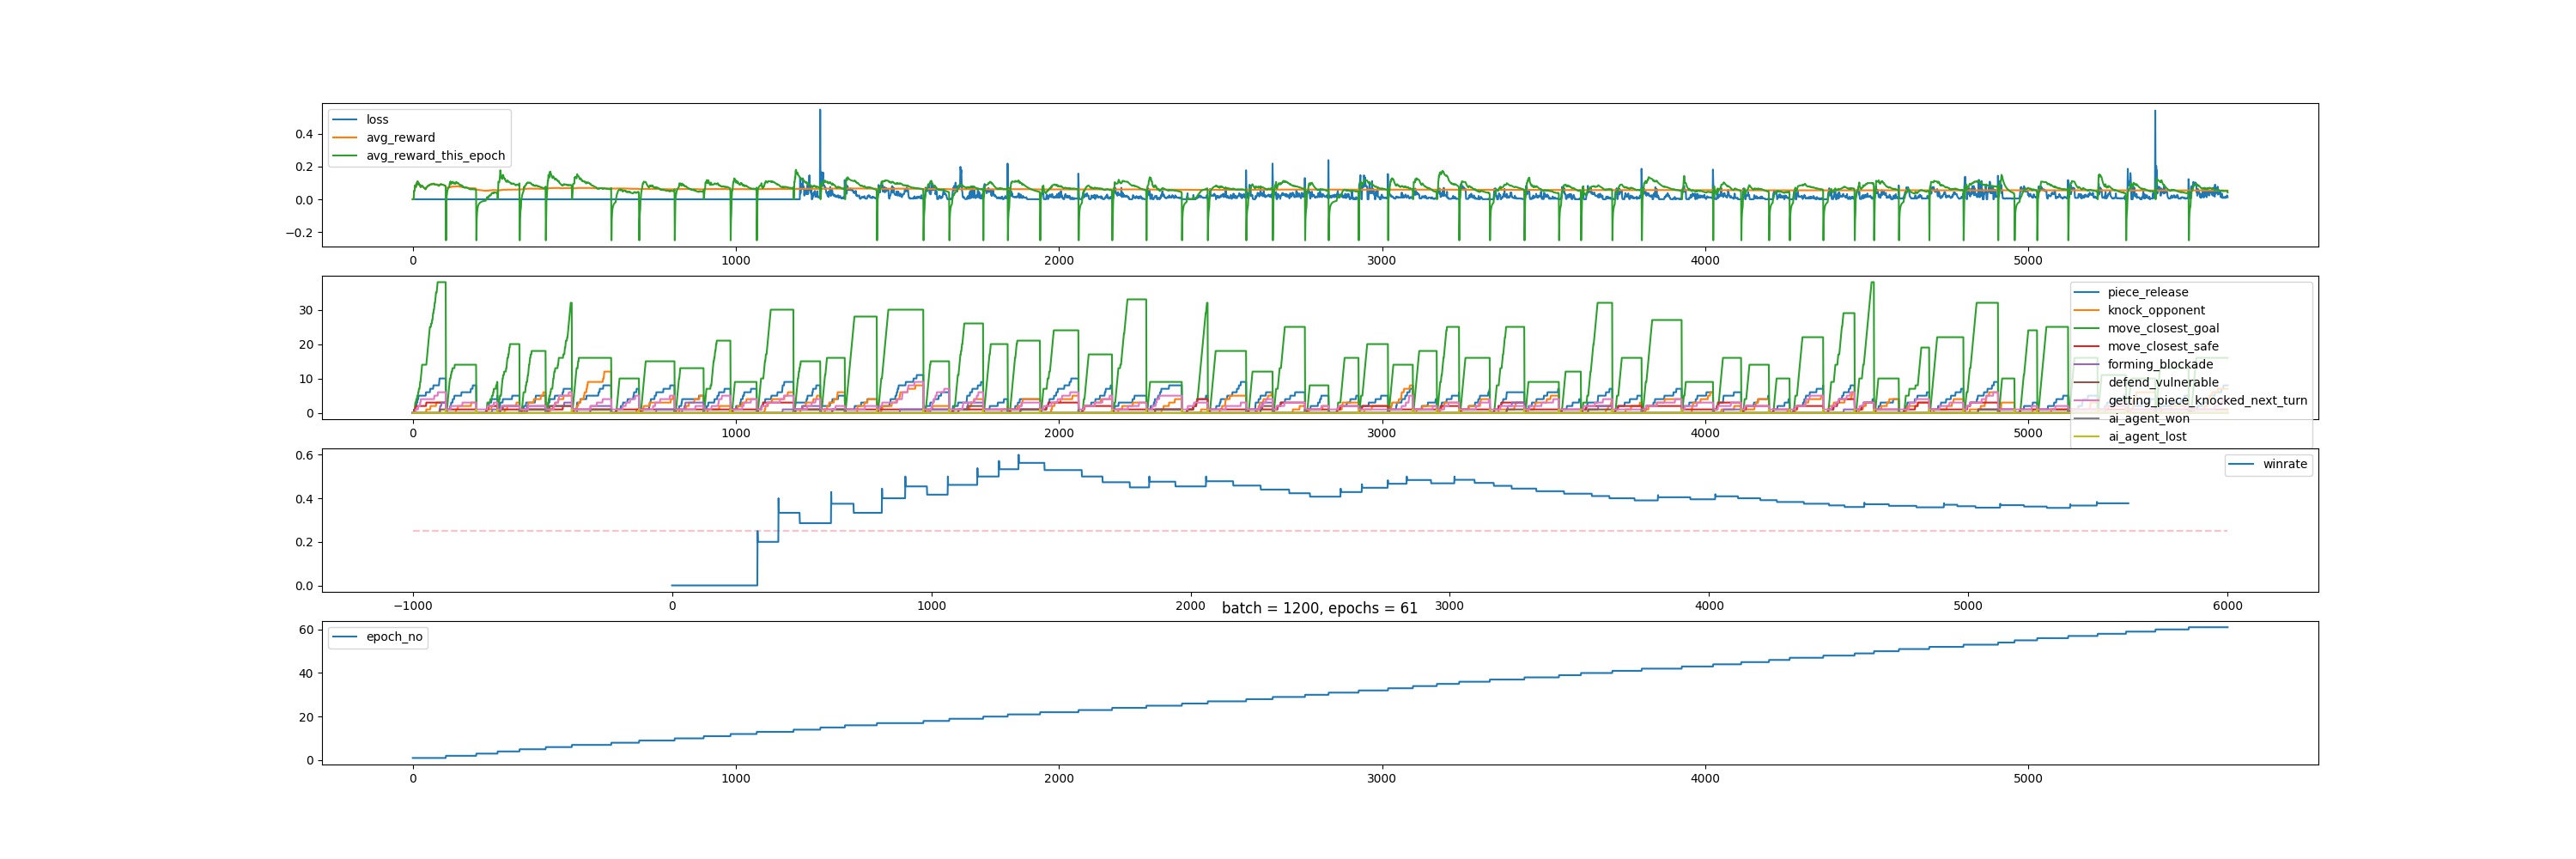 loss
avg_reward
avg_reward_this_epoch
0.4
0.2
0.0
−0.2
0 1000 2000 3000 4000 5000
piece_release
knock_opponent
move_closest_goal
move_closest_safe
forming_blockade
defend_vulnerable
getting_piece_knocked_next_turn
ai_agent_won
ai_agent_lost
30
20
10
0
0 1000 2000 3000 4000 5000
winrate
0.6
0.4
0.2
0.0
−1000 0 1000 2000 3000 4000 5000 6000
batch = 1200, epochs = 61
epoch_no
60
40
20
0
0 1000 2000 3000 4000 5000